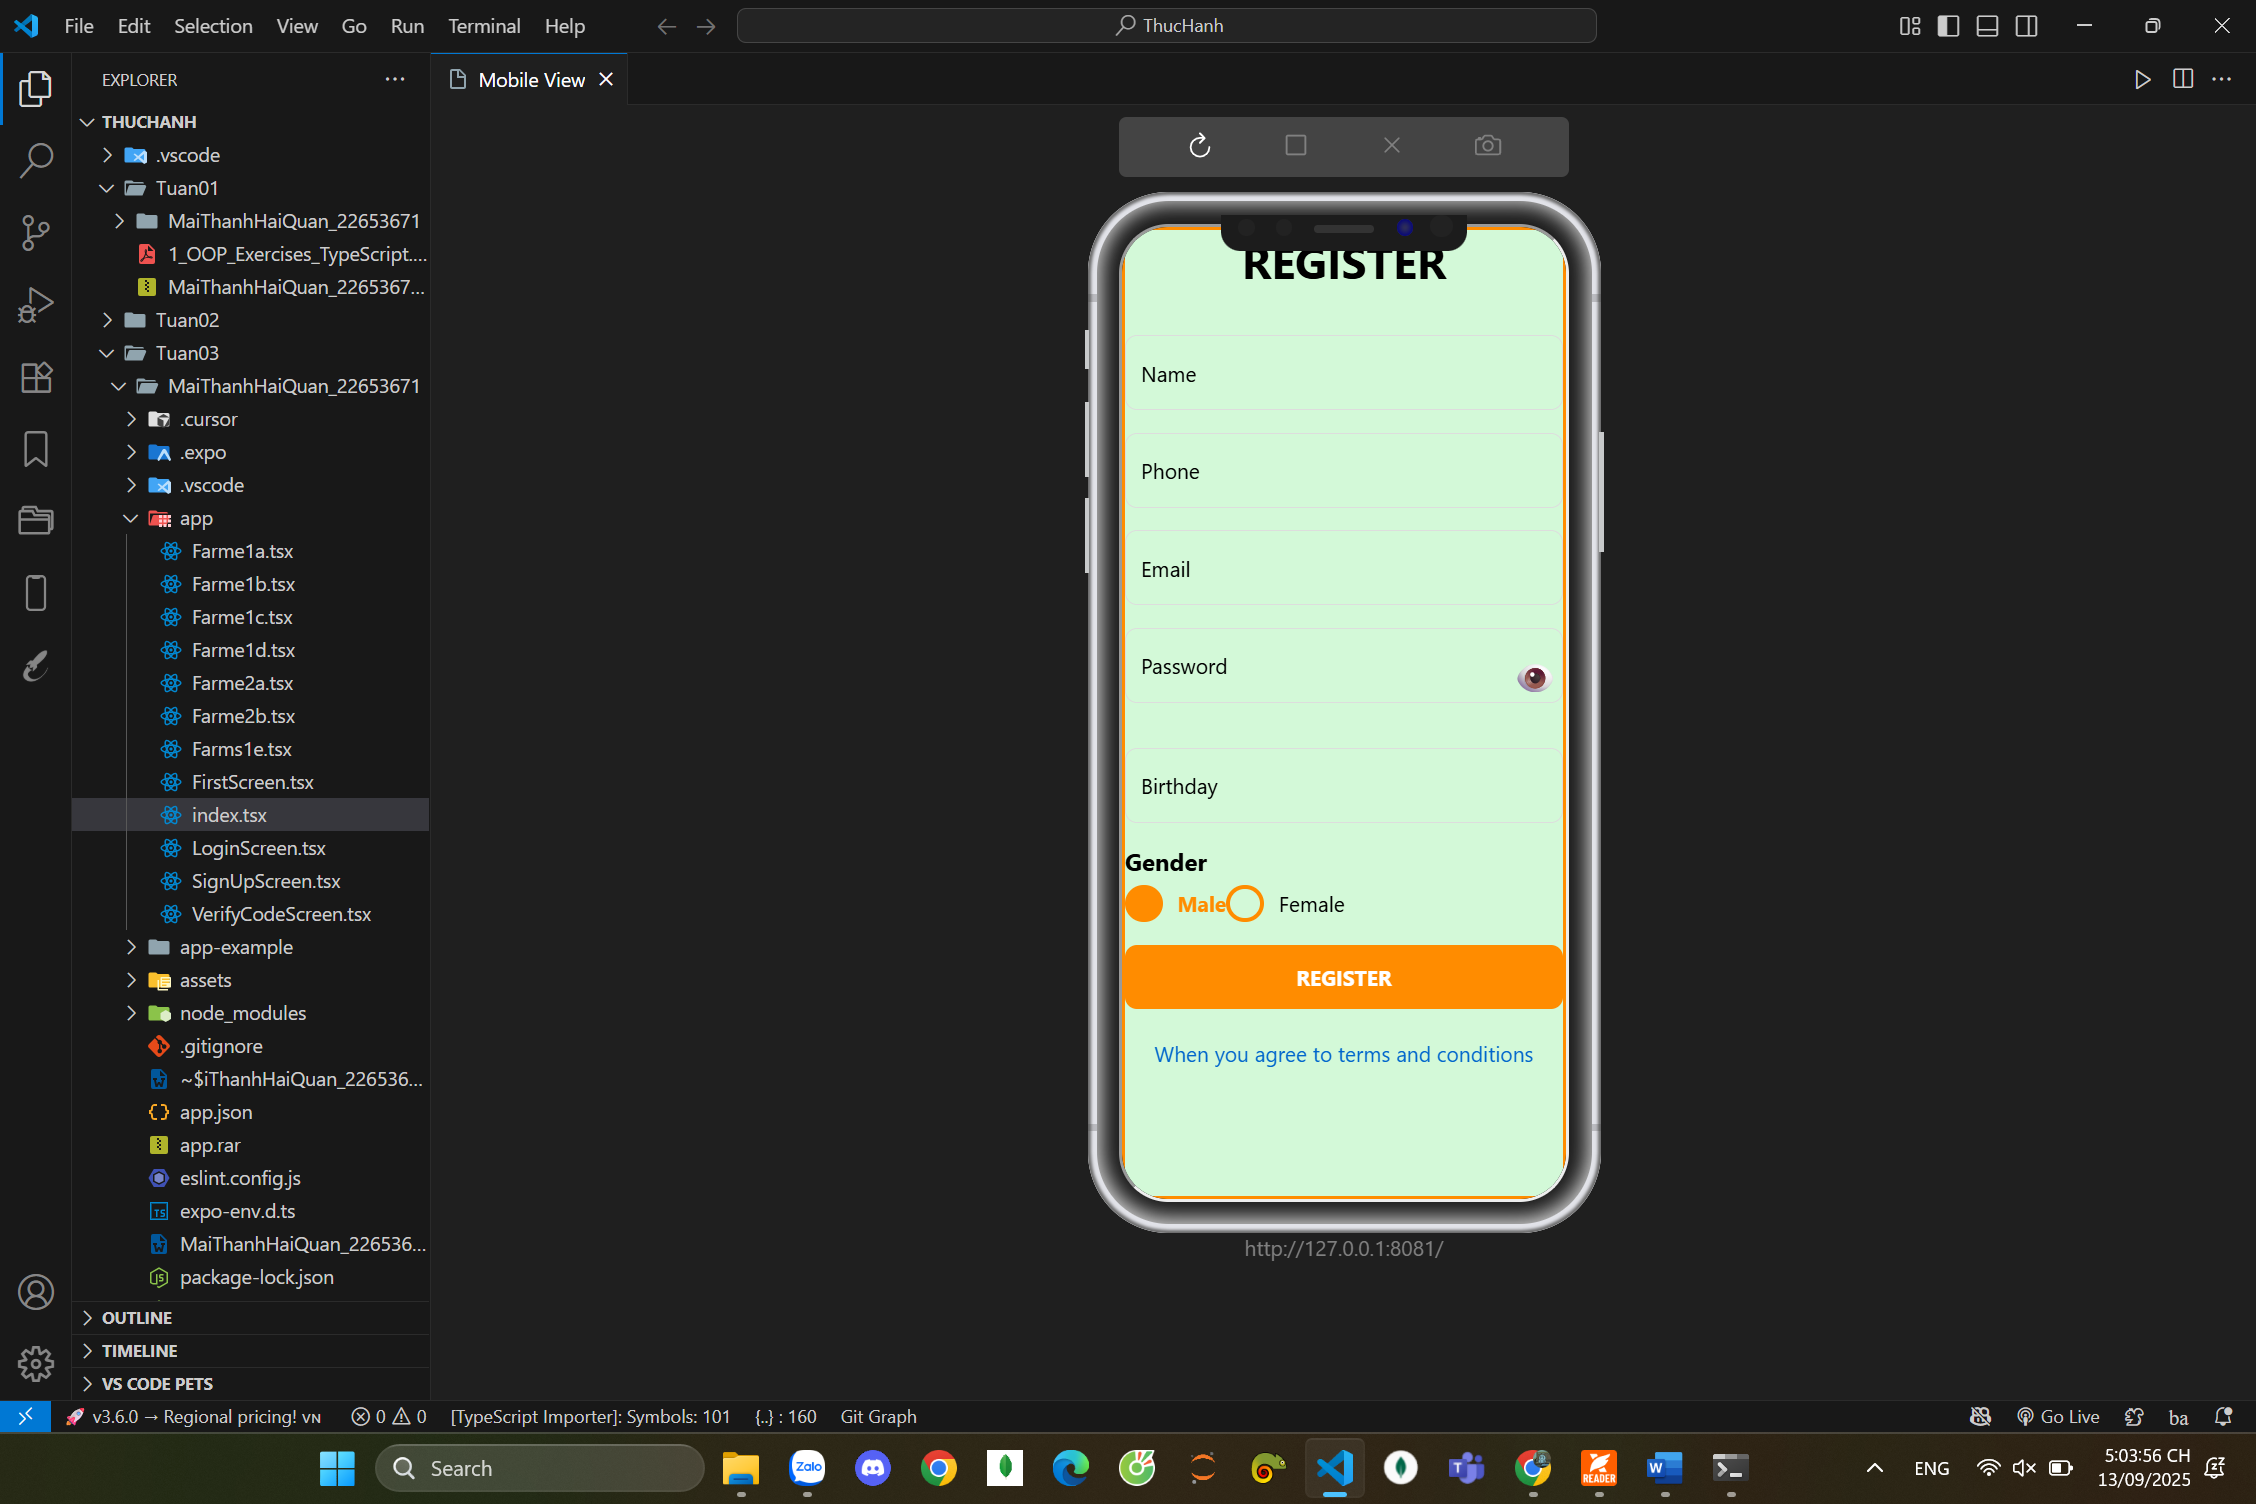 File Edit Selection View Go Run Terminal Help
ThucHanh
EXPLORER
Mobile View
THUCHANH
.vscode
Tuan01
MaiThanhHaiQuan_22653671
1_OOP_Exercises_TypeScript....
MaiThanhHaiQuan_2265367...
Tuan02
Tuan03
MaiThanhHaiQuan_22653671
.cursor
.expo
.vscode
app
Farme1a.tsx
Farme1b.tsx
Farme1c.tsx
Farme1d.tsx
Farme2a.tsx
Farme2b.tsx
Farms1e.tsx
FirstScreen.tsx
index.tsx
LoginScreen.tsx
SignUpScreen.tsx
VerifyCodeScreen.tsx
app-example
assets
node_modules
.gitignore
~$iThanhHaiQuan_226536...
app.json
app.rar
eslint.config.js
expo-env.d.ts
MaiThanhHaiQuan_226536...
package-lock.json
OUTLINE
TIMELINE
VS CODE PETS
REGISTER
Name
Phone
Email
Password
Birthday
Gender
Male Female
REGISTER
When you agree to terms and conditions
http://127.0.0.1:8081/
v3.6.0 → Regional pricing! VN 0 0 [TypeScript Importer]: Symbols: 101 {..} : 160 Git Graph Go Live ba
Search
Zalo
READER
ENG
5:03:56 CH
13/09/2025